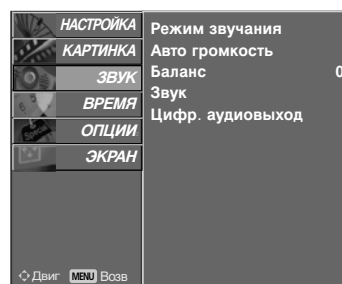 НАСТРОЙКА
КАРТИНКА
ЗВУК
ВРЕМЯ
ОПЦИИ
ЭКРАН
Двиг MENU Возв
Режим звучания
Авто громкость
Баланс 0
Звук
Цифр. аудиовыход